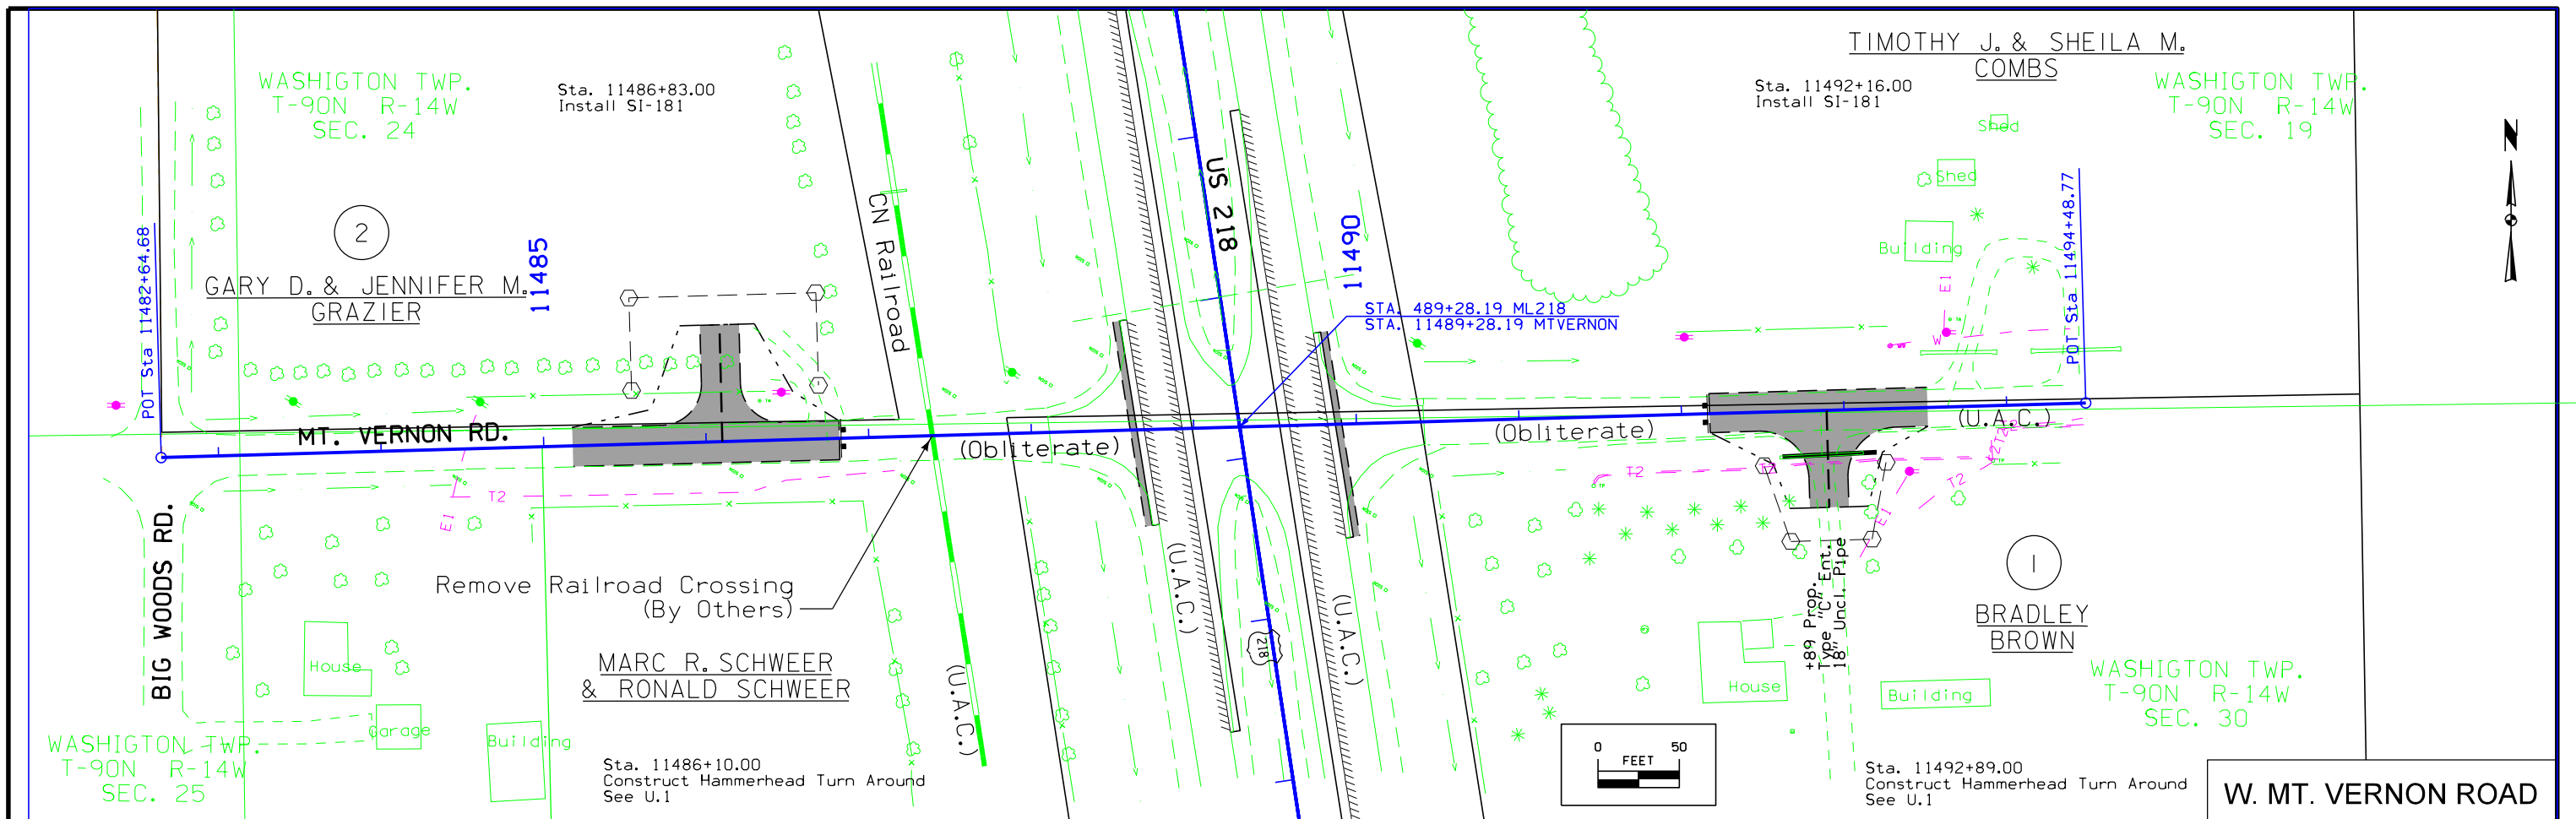 WASHIGTON TWP.
T-90N R-14W
SEC. 24
Sta. 11486+83.00
Install SI-181
TIMOTHY J. & SHEILA M.
COMBS
Sta. 11492+16.00
Install SI-181
WASHIGTON TWP.
T-90N R-14W
SEC. 19
N
Shed
Shed
Building
2
GARY D. & JENNIFER M.
GRAZIER
POT Sta 11482+64.68
11485
CN Railroad
US 218
11490
STA. 489+28.19 ML218
STA. 11489+28.19 MTVERNON
E1
W
POT Sta 11494+48.77
MT. VERNON RD.
(Obliterate)
(Obliterate)
(U.A.C.)
T2
E1
T2
T2
T2
E1
BIG WOODS RD.
Remove Railroad Crossing
(By Others)
(U.A.C.)
(U.A.C.)
(U.A.C.)
218
+89 Prop.
Type "C" Ent.
18" Uncl. Pipe
1
BRADLEY
BROWN
House
Garage
Building
MARC R. SCHWEER
& RONALD SCHWEER
House
Building
WASHIGTON TWP.
T-90N R-14W
SEC. 30
WASHIGTON TWP.
T-90N R-14W
SEC. 25
Sta. 11486+10.00
Construct Hammerhead Turn Around
See U.1
0 50
FEET
Sta. 11492+89.00
Construct Hammerhead Turn Around
See U.1
W. MT. VERNON ROAD